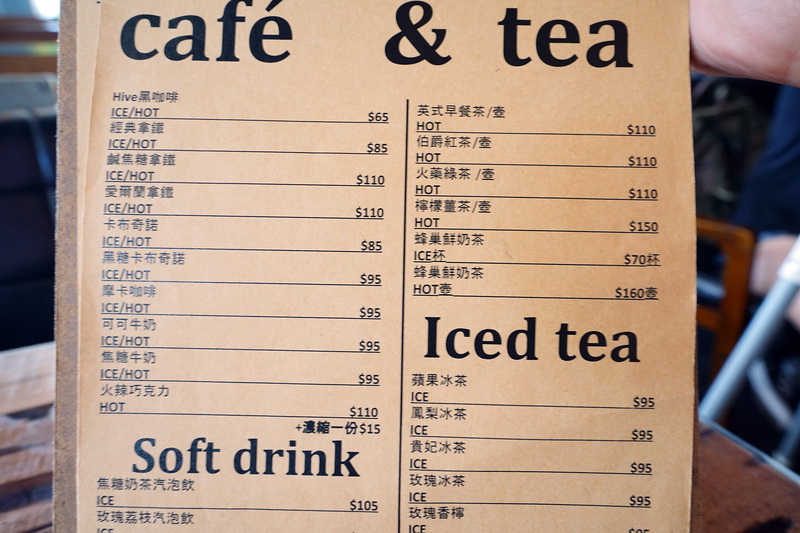 café & tea
Hive黑咖啡
ICE/HOT $65
經典拿鐵
ICE/HOT $85
鹹焦糖拿鐵
ICE/HOT $110
愛爾蘭拿鐵
ICE/HOT $110
卡布奇諾
ICE/HOT $85
黑糖卡布奇諾
ICE/HOT $95
摩卡咖啡
ICE/HOT $95
可可牛奶
ICE/HOT $95
焦糖牛奶
ICE/HOT $95
火辣巧克力
HOT $110
+濃縮一份$15
Soft drink
焦糖奶茶汽泡飲
ICE $105
玫瑰荔枝汽泡飲
ICE
英式早餐茶/壺
HOT $110
伯爵紅茶/壺
HOT $110
火藥綠茶/壺
HOT $110
檸檬薑茶/壺
HOT $150
蜂巢鮮奶茶
ICE杯 $70杯
蜂巢鮮奶茶
HOT壺 $160壺
Iced tea
蘋果冰茶
ICE $95
鳳梨冰茶
ICE $95
貴妃冰茶
ICE $95
玫瑰冰茶
ICE $95
玫瑰香檸
ICE $95